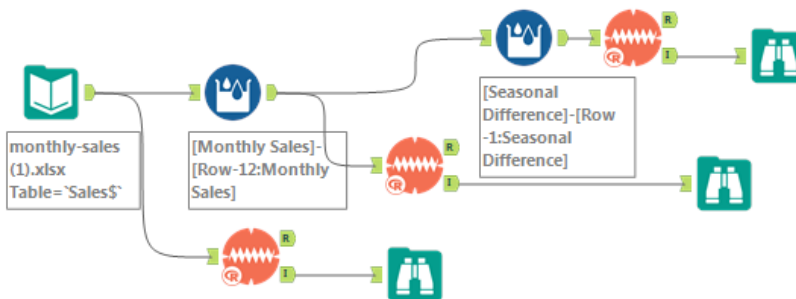 R
I
[Seasonal
Difference]-[Row
-1:Seasonal
Difference]
monthly-sales
(1).xlsx
Table=`Sales$`
[Monthly Sales]-
[Row-12:Monthly
Sales]
R
I
R
I